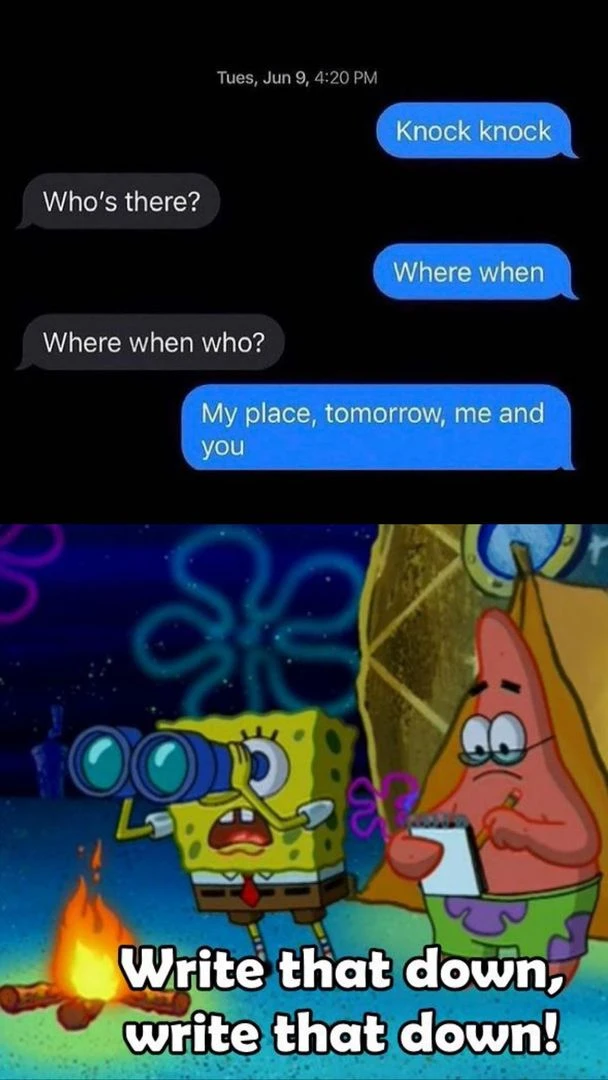 Tues, Jun 9, 4:20 PM
Knock knock
Who's there?
Where when
Where when who?
My place, tomorrow, me and
you
Write that down,
write that down!